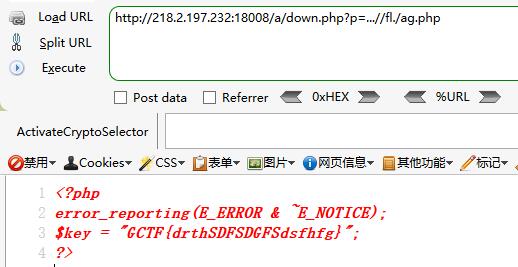 Load URL
http://218.2.197.232:18008/a/down.php?p=...//fl./ag.php
Split URL
Execute
Post data Referrer 0xHEX %URL
ActivateCryptoSelector
禁用 Cookies CSS 表单 图片 网页信息 其他功能 标记
1 <?php
2 error_reporting(E_ERROR & ~E_NOTICE);
3 $key = "GCTF{drthSDFSDGFSdsfhfg}";
4 ?>